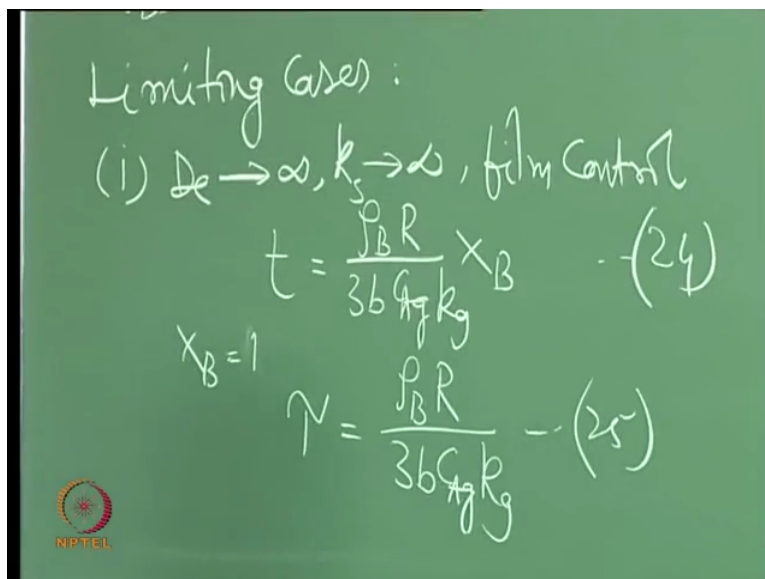 Limiting Cases :
(i) De → ∞, ks → ∞, film Control
t = ρB R / 3b CAg kg XB --(24)
XB = 1
τ = ρB R / 3b CAg kg --(25)
NPTEL